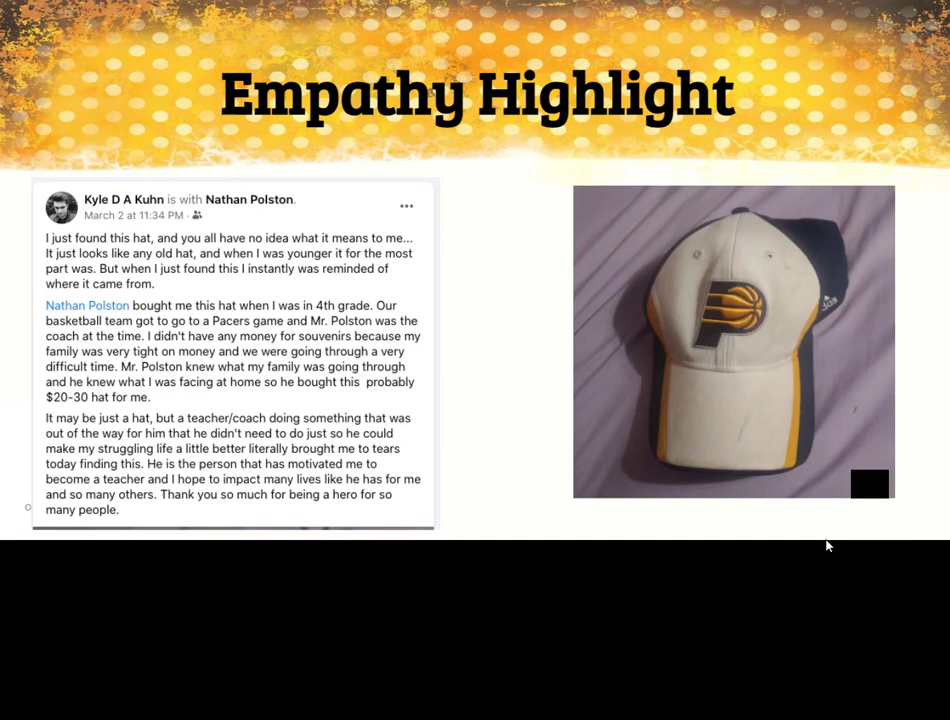 Empathy Highlight
Kyle D A Kuhn is with Nathan Polston.
March 2 at 11:34 PM ·
I just found this hat, and you all have no idea what it means to me...
It just looks like any old hat, and when I was younger it for the most
part was. But when I just found this I instantly was reminded of
where it came from.
Nathan Polston bought me this hat when I was in 4th grade. Our
basketball team got to go to a Pacers game and Mr. Polston was the
coach at the time. I didn't have any money for souvenirs because my
family was very tight on money and we were going through a very
difficult time. Mr. Polston knew what my family was going through
and he knew what I was facing at home so he bought this  probably
$20-30 hat for me.
It may be just a hat, but a teacher/coach doing something that was
out of the way for him that he didn't need to do just so he could
make my struggling life a little better literally brought me to tears
today finding this. He is the person that has motivated me to
become a teacher and I hope to impact many lives like he has for me
and so many others. Thank you so much for being a hero for so
many people.
adidas